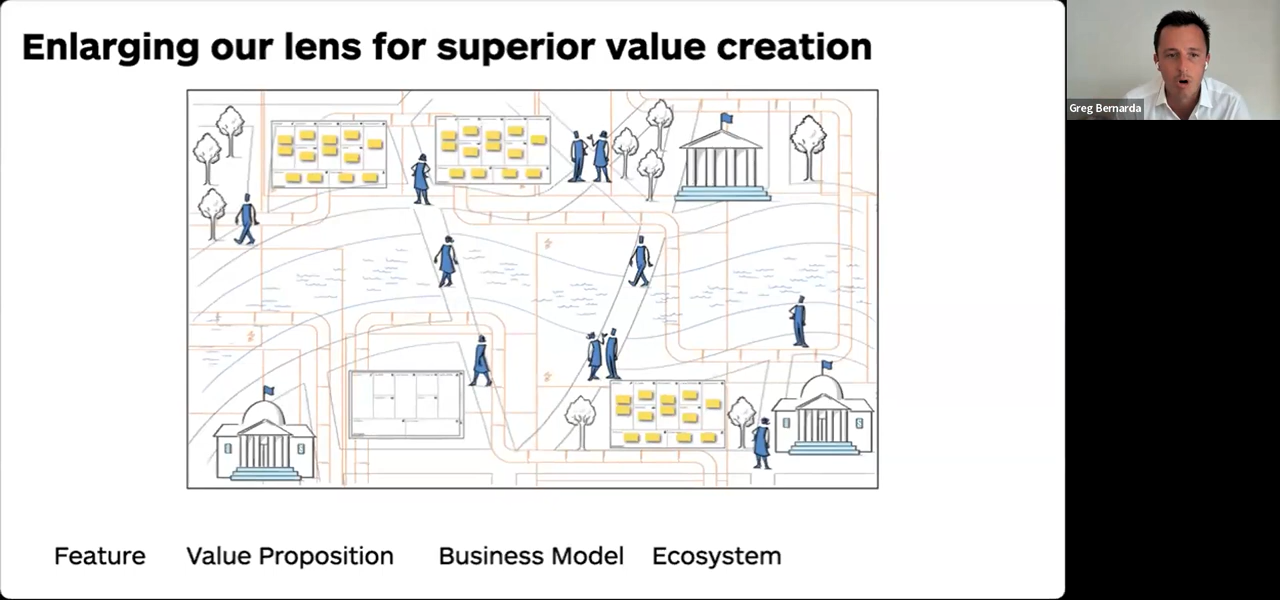 Enlarging our lens for superior value creation
Greg Bernarda
Feature Value Proposition Business Model Ecosystem